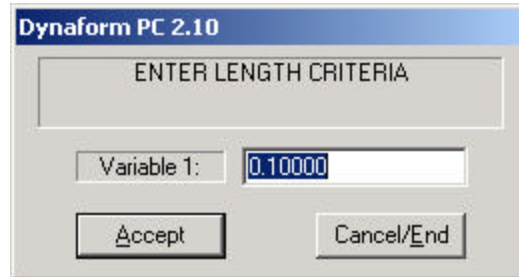 Dynaform PC 2.10
ENTER LENGTH CRITERIA
Variable 1: 0.10000
Accept Cancel/End